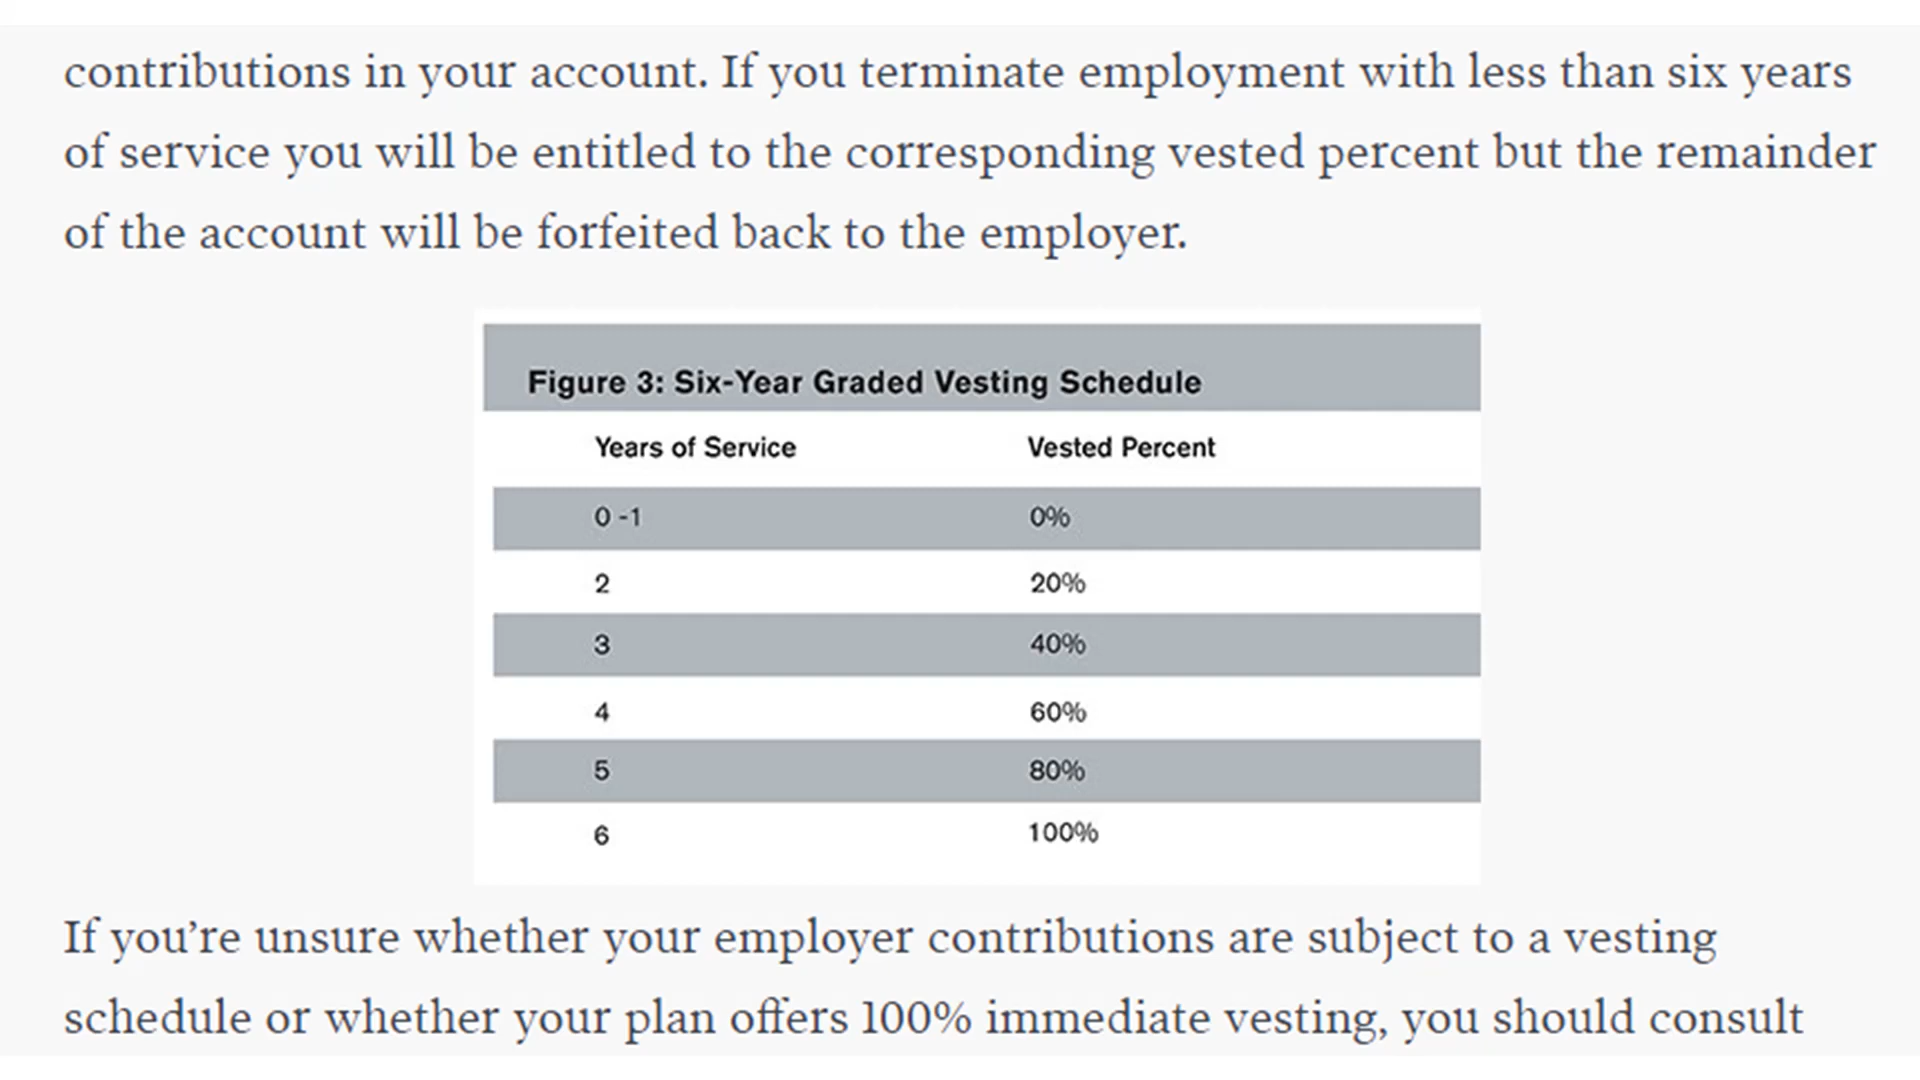 contributions in your account. If you terminate employment with less than six years
of service you will be entitled to the corresponding vested percent but the remainder
of the account will be forfeited back to the employer.
Figure 3: Six-Year Graded Vesting Schedule
Years of Service Vested Percent
0 -1 0%
2 20%
3 40%
4 60%
5 80%
6 100%
If you’re unsure whether your employer contributions are subject to a vesting
schedule or whether your plan offers 100% immediate vesting, you should consult